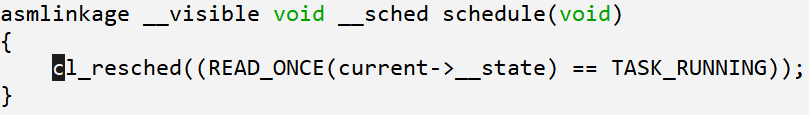 asmlinkage __visible void __sched schedule(void)
{
    cl_resched((READ_ONCE(current->__state) == TASK_RUNNING));
}